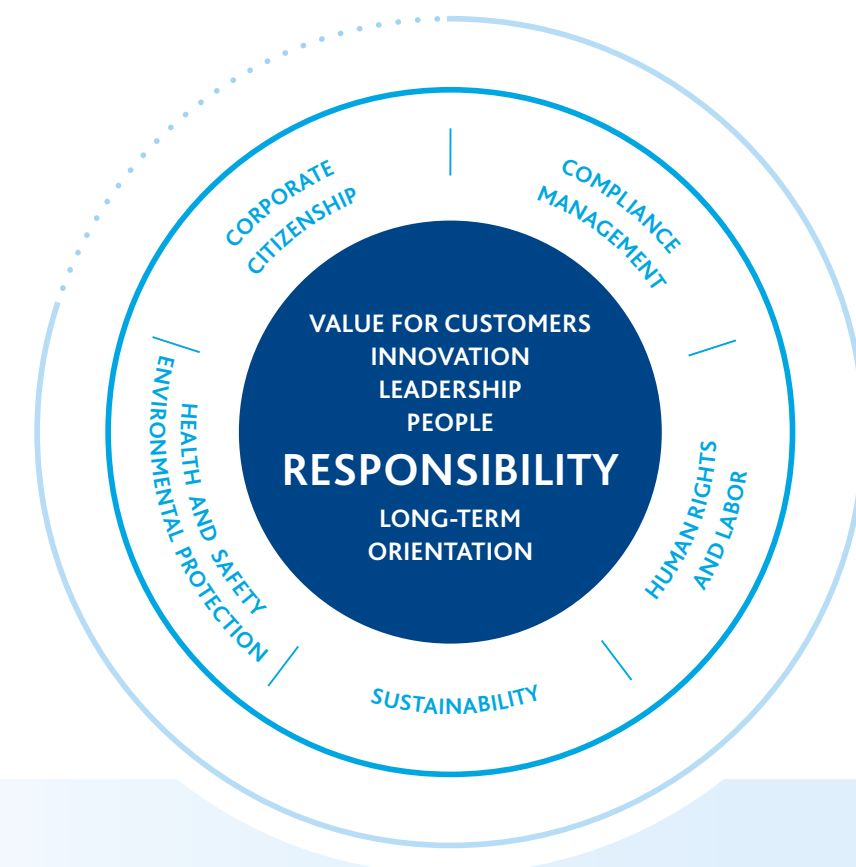 CORPORATE
CITIZENSHIP
COMPLIANCE
MANAGEMENT
VALUE FOR CUSTOMERS
INNOVATION
LEADERSHIP
PEOPLE
RESPONSIBILITY
LONG-TERM
ORIENTATION
HUMAN RIGHTS
AND LABOR
SUSTAINABILITY
HEALTH AND SAFETY
ENVIRONMENTAL PROTECTION